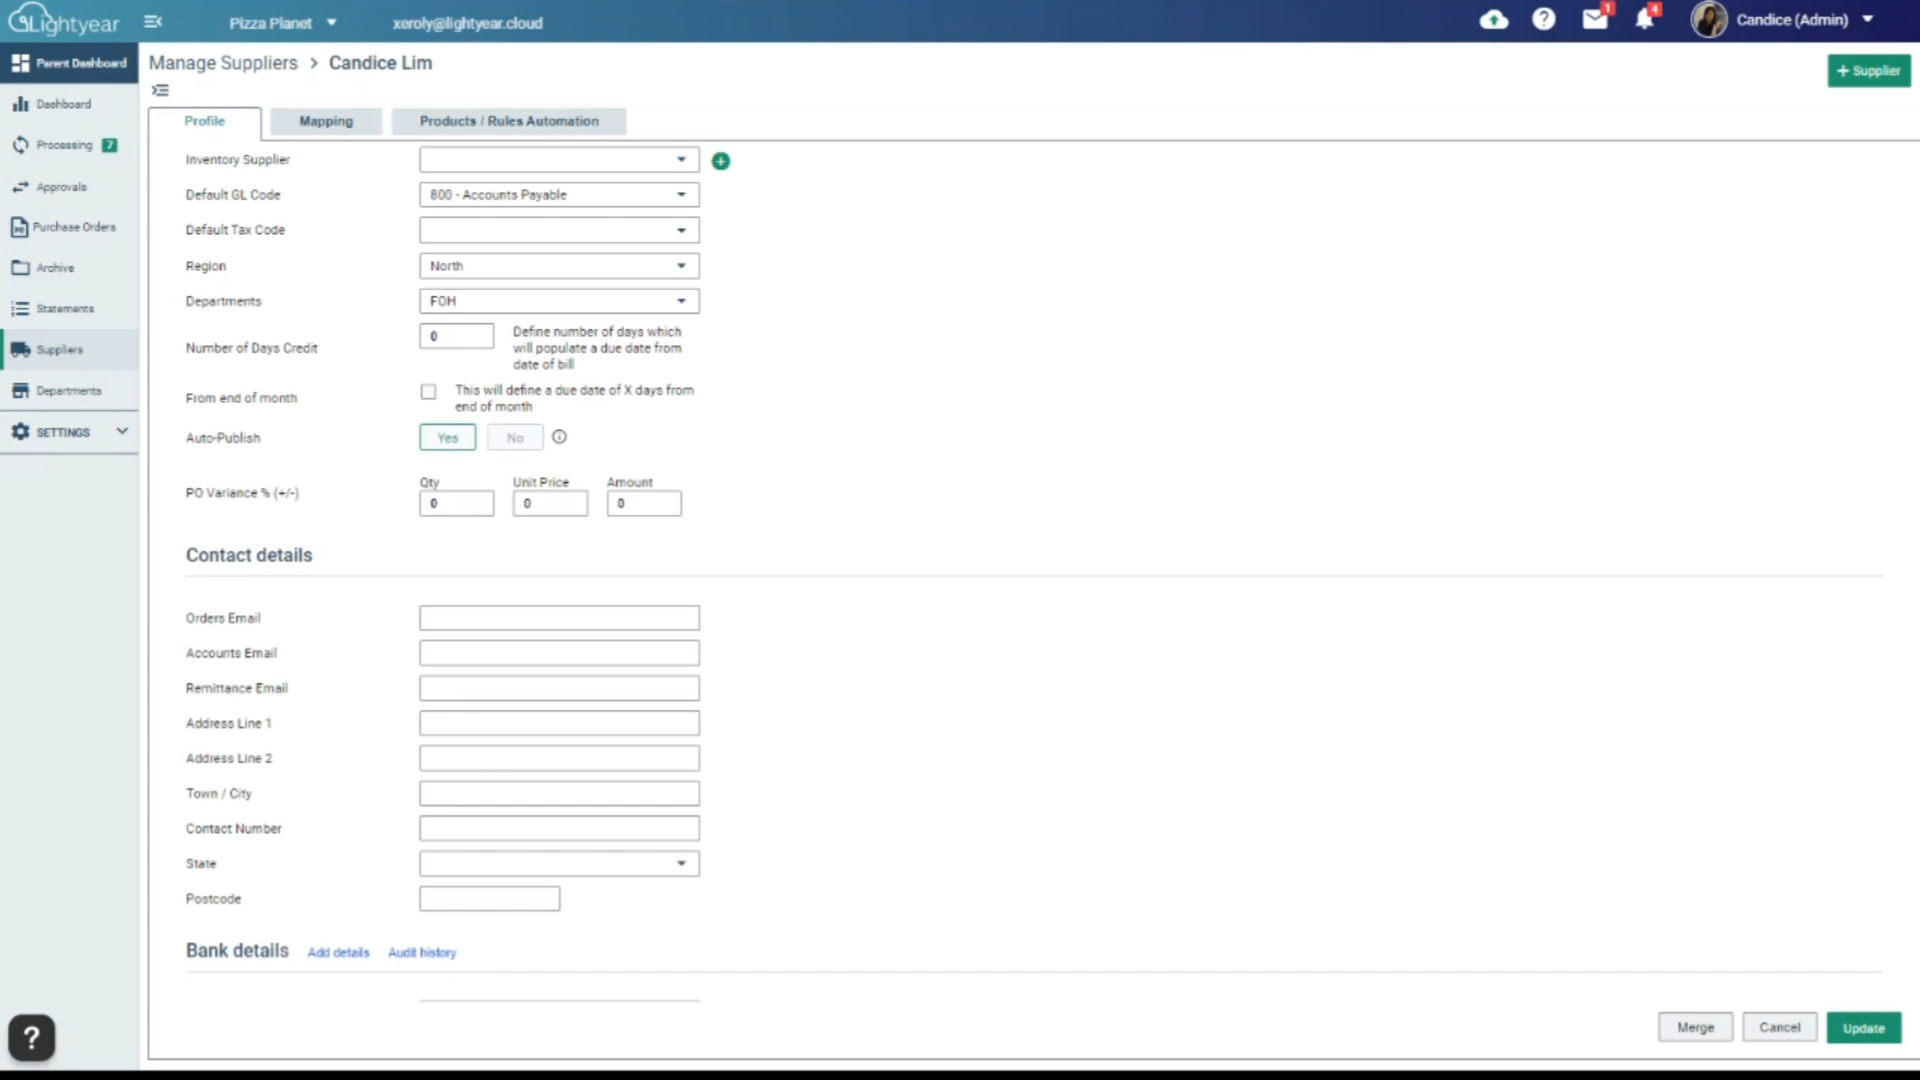 Lightyear
Pizza Planet
xeroly@lightyear.cloud
1
4
Candice (Admin)
Parent Dashboard
Manage Suppliers > Candice Lim
+ Supplier
Dashboard
Processing 7
Approvals
Purchase Orders
Archive
Statements
Suppliers
Departments
SETTINGS
Profile
Mapping
Products / Rules Automation
Inventory Supplier
Default GL Code
800 - Accounts Payable
Default Tax Code
Region
North
Departments
FOH
Number of Days Credit
0
Define number of days which
will populate a due date from
date of bill
From end of month
This will define a due date of X days from
end of month
Auto-Publish
Yes
No
PO Variance % (+/-)
Qty
Unit Price
Amount
0
0
0
Contact details
Orders Email
Accounts Email
Remittance Email
Address Line 1
Address Line 2
Town / City
Contact Number
State
Postcode
Bank details
Add details
Audit history
?
Merge
Cancel
Update